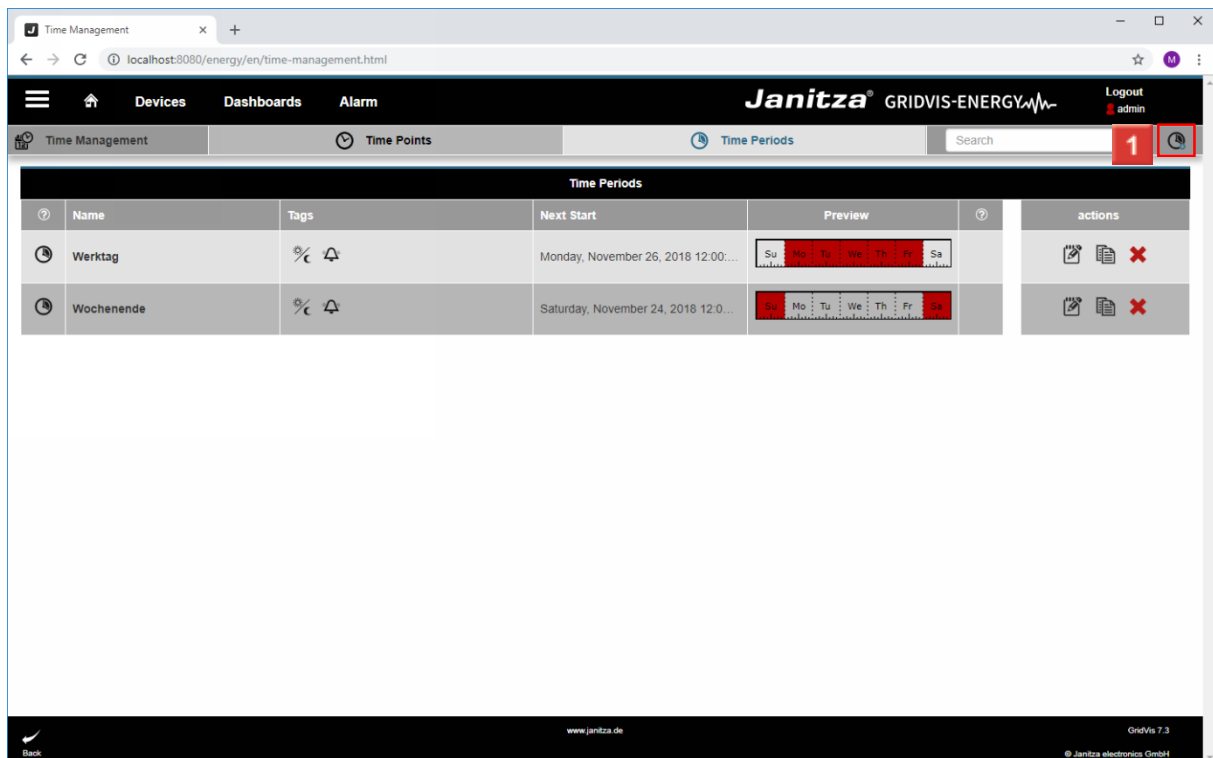 Time Management
localhost:8080/energy/en/time-management.html
M
Devices Dashboards Alarm Janitza® GRIDVIS-ENERGY Logout
admin
Time Management Time Points Time Periods Search 1
Time Periods
Name Tags Next Start Preview actions
Werktag Monday, November 26, 2018 12:00:... Su Mo Tu We Th Fr Sa
Wochenende Saturday, November 24, 2018 12:0... Su Mo Tu We Th Fr Sa
www.janitza.de GridVis 7.3
Back © Janitza electronics GmbH